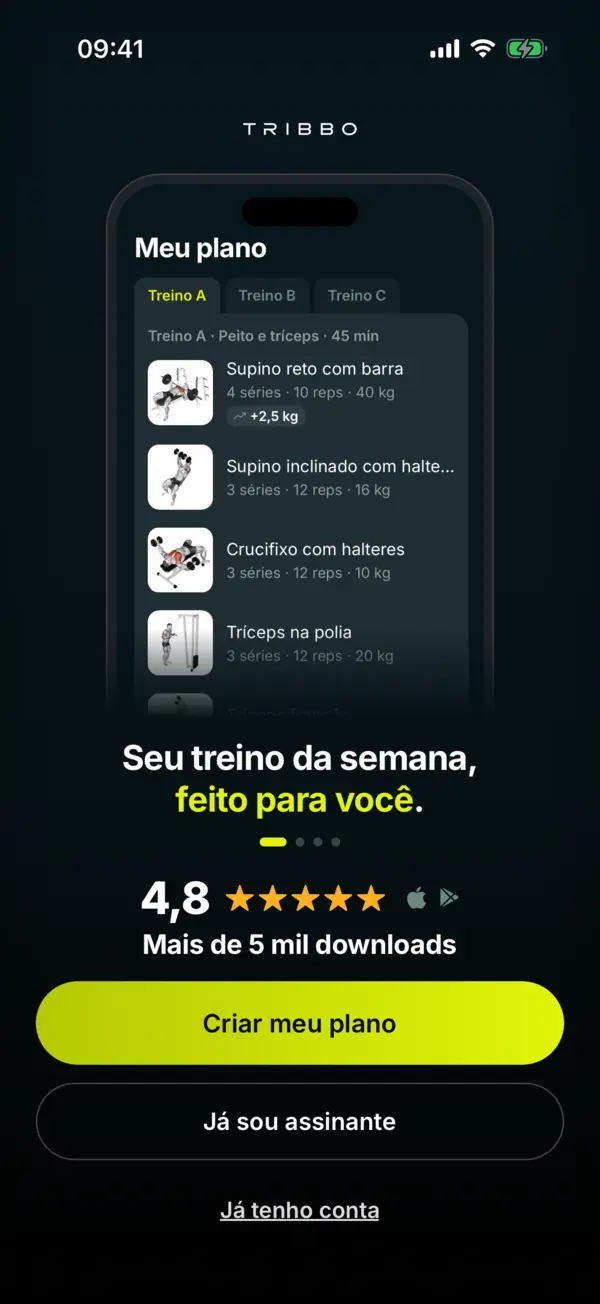 09:41
TRIBBO
Meu plano
Treino A
Treino B
Treino C
Treino A · Peito e tríceps · 45 min
Supino reto com barra
4 séries · 10 reps · 40 kg
+2,5 kg
Supino inclinado com halte...
3 séries · 12 reps · 16 kg
Crucifixo com halteres
3 séries · 12 reps · 10 kg
Tríceps na polia
3 séries · 12 reps · 20 kg
Seu treino da semana,
feito para você.
4,8
Mais de 5 mil downloads
Criar meu plano
Já sou assinante
Já tenho conta